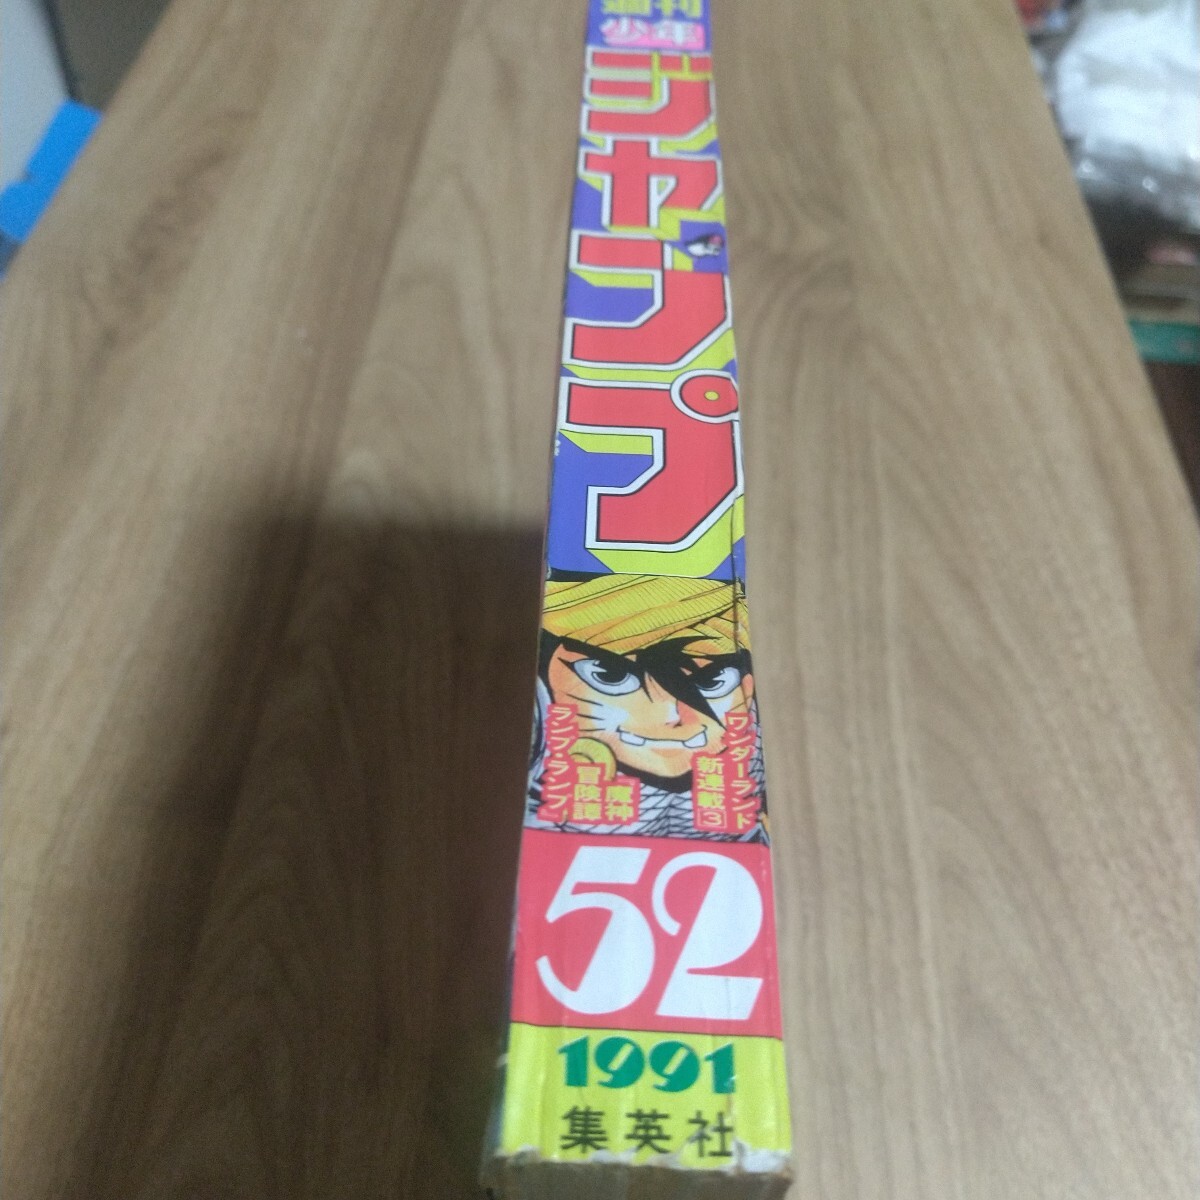 週刊
少年
ジャンプ
ワンダーランド
新連載[3]
「魔神
冒険譚
ランプ・ランプ」
52
1991
集英社